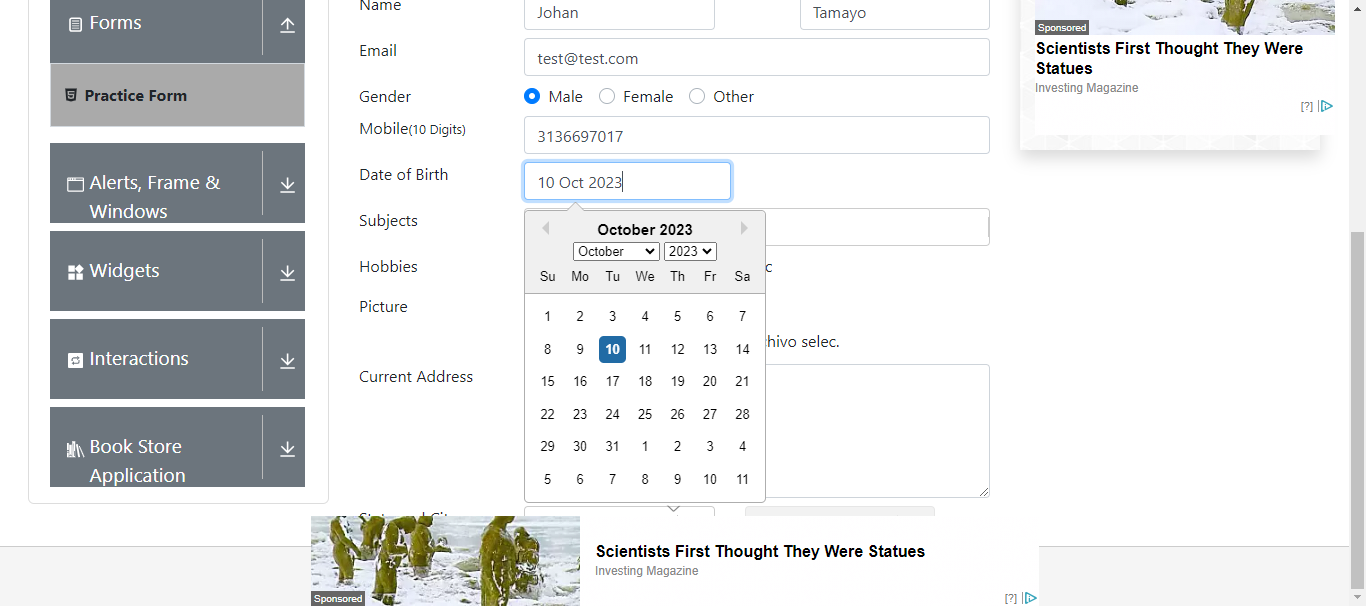 Forms
Practice Form
Alerts, Frame &
Windows
Widgets
Interactions
Book Store
Application
Name
Johan
Tamayo
Email
test@test.com
Gender
Male
Female
Other
Mobile(10 Digits)
3136697017
Date of Birth
10 Oct 2023
Subjects
Hobbies
Picture
hivo selec.
Current Address
October 2023
October 2023
Su Mo Tu We Th Fr Sa
1 2 3 4 5 6 7
8 9 10 11 12 13 14
15 16 17 18 19 20 21
22 23 24 25 26 27 28
29 30 31 1 2 3 4
5 6 7 8 9 10 11
Sponsored
Scientists First Thought They Were
Statues
Investing Magazine
[?]
Sponsored
Scientists First Thought They Were Statues
Investing Magazine
[?]